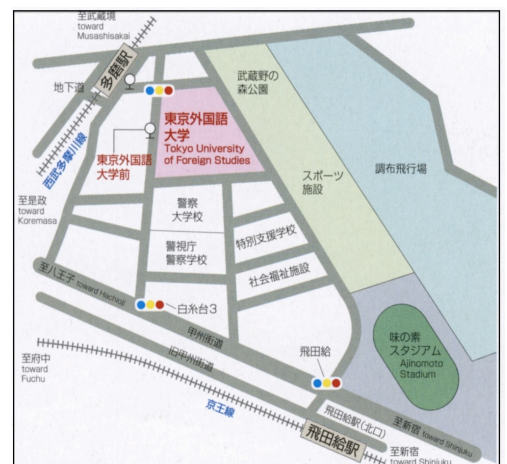 至武蔵境
toward
Musashisakai
多磨駅
地下道
武蔵野の
森公園
東京外国語
大学
Tokyo University
of Foreign Studies
東京外国語
大学前
西武多摩川線
スポーツ
施設
調布飛行場
至是政
toward
Koremasa
警察
大学校
警視庁
警察学校
特別支援学校
社会福祉施設
至八王子 toward Hachioji
白糸台3
甲州街道
旧甲州街道
飛田給
味の素
スタジアム
Ajinomoto
Stadium
至府中
toward
Fuchu
京王線
飛田給駅(北口)
飛田給駅
至新宿 toward Shinjuku
至新宿
toward Shinjuku